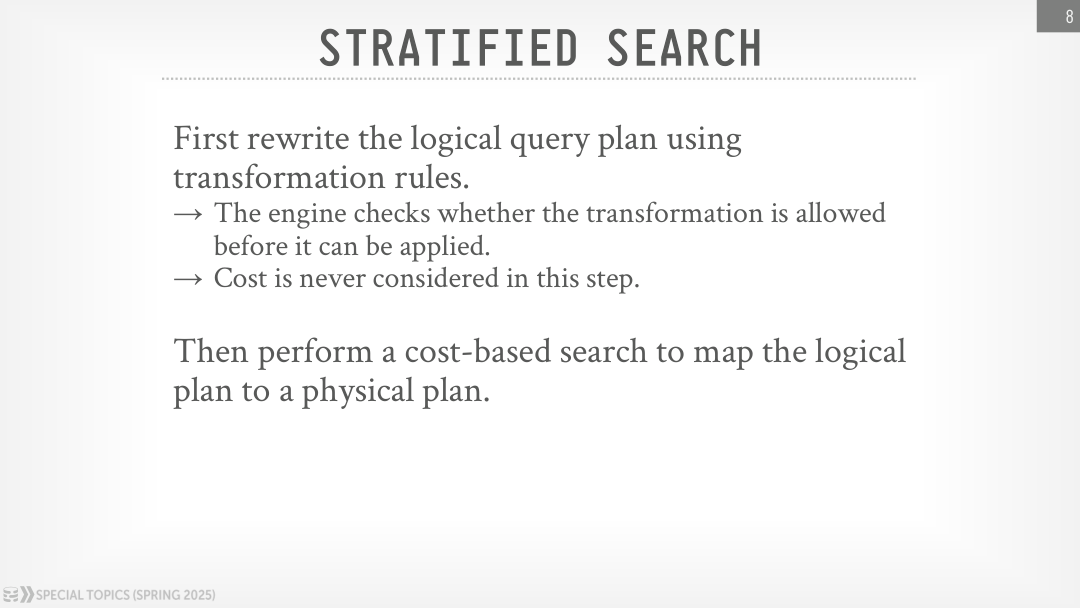 8
STRATIFIED SEARCH
First rewrite the logical query plan using
transformation rules.
→ The engine checks whether the transformation is allowed
before it can be applied.
→ Cost is never considered in this step.
Then perform a cost-based search to map the logical
plan to a physical plan.
SPECIAL TOPICS (SPRING 2025)